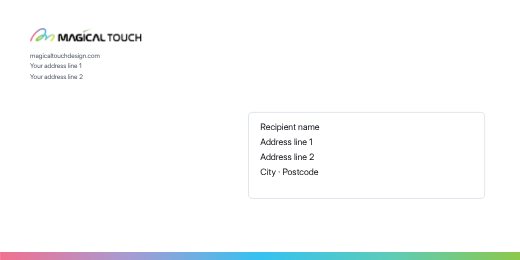 MAGICAL TOUCH
magicaltouchdesign.com
Your address line 1
Your address line 2
Recipient name
Address line 1
Address line 2
City · Postcode